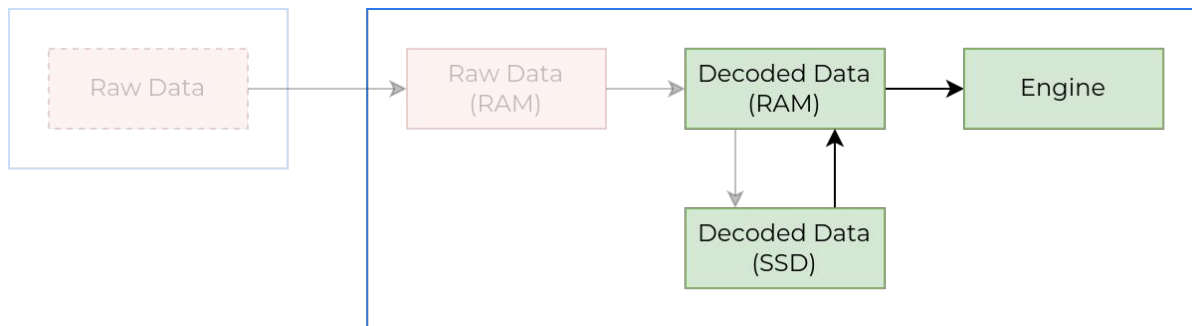 Raw Data
Raw Data
(RAM)
Decoded Data
(RAM)
Engine
Decoded Data
(SSD)